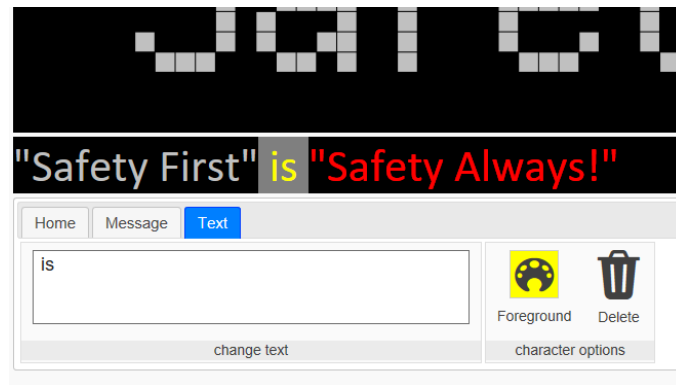 "Safety First" is "Safety Always!"
Home Message Text
is
Foreground Delete
change text character options